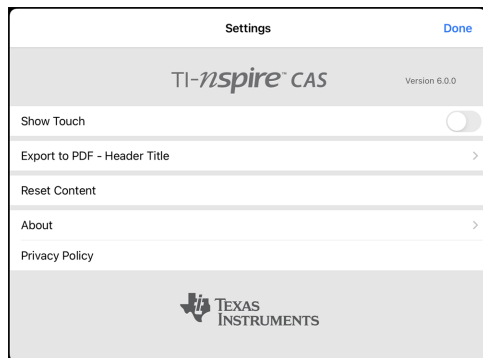 Settings
Done
TI-nspire™ CAS
Version 6.0.0
Show Touch
Export to PDF - Header Title
Reset Content
About
Privacy Policy
TEXAS
INSTRUMENTS